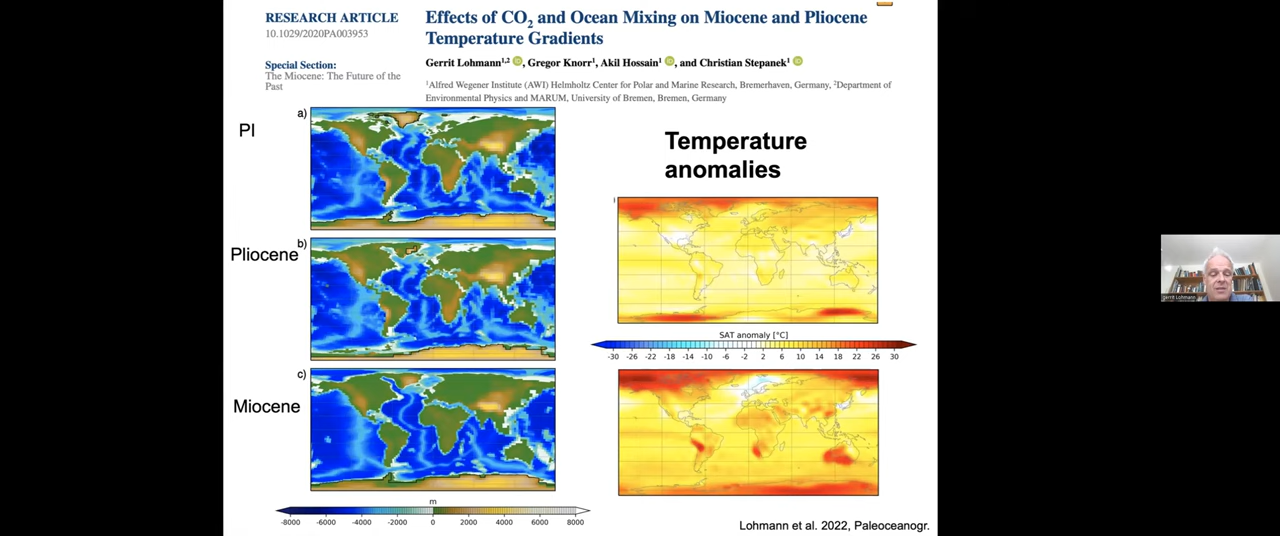 RESEARCH ARTICLE
10.1029/2020PA003953
Special Section:
The Miocene: The Future of the
Past
Effects of CO2 and Ocean Mixing on Miocene and Pliocene
Temperature Gradients
Gerrit Lohmann1,2, Gregor Knorr1, Akil Hossain1, and Christian Stepanek1
1Alfred Wegener Institute (AWI) Helmholtz Center for Polar and Marine Research, Bremerhaven, Germany, 2Department of
Environmental Physics and MARUM, University of Bremen, Bremen, Germany
a)
PI
b)
Pliocene
c)
Miocene
m
-8000 -6000 -4000 -2000 0 2000 4000 6000 8000
Temperature
anomalies
SAT anomaly [°C]
-30 -26 -22 -18 -14 -10 -6 -2 2 6 10 14 18 22 26 30
Lohmann et al. 2022, Paleoceanogr.
gerrit Lohmann